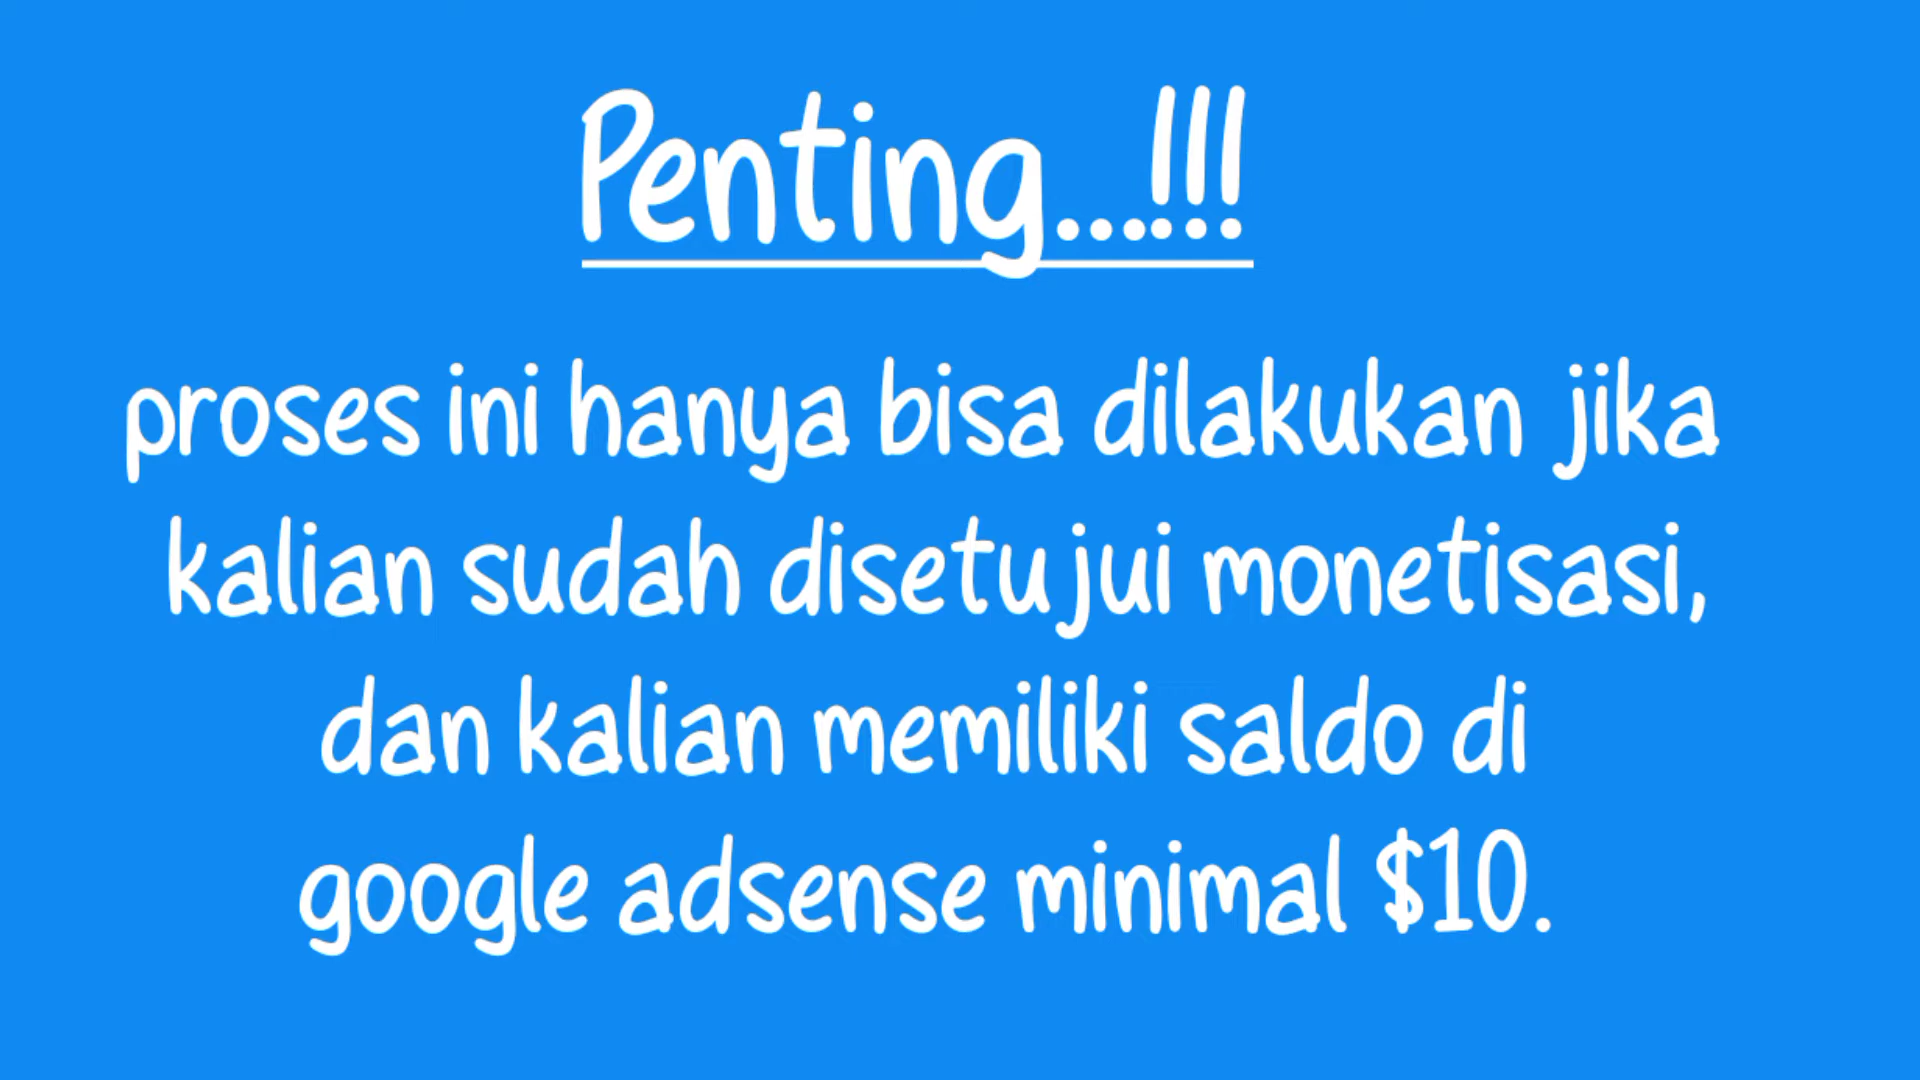 Penting...!!!
proses ini hanya bisa dilakukan jika
kalian sudah disetujui monetisasi,
dan kalian memiliki saldo di
google adsense minimal $10.